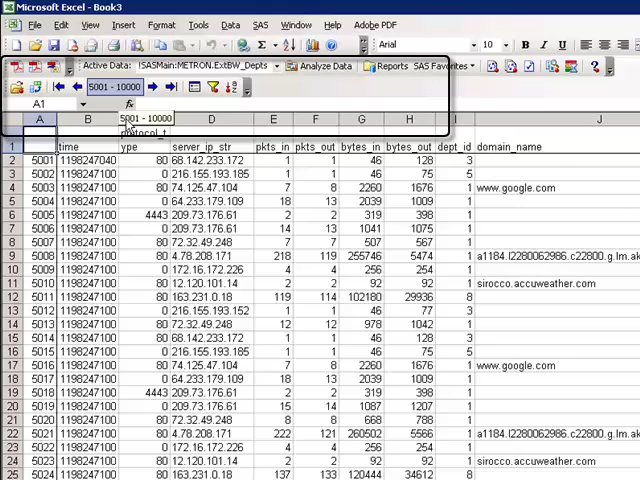 Microsoft Excel - Book3
File Edit View Insert Format Tools Data SAS Window Help Adobe PDF
Arial 10 B I U
Active Data: !SASMain:METRON.ExtBW_Depts Analyze Data Reports SAS Favorites
5001 - 10000
A1 fx
5001 - 10000
A B C D E F G H I J
protocol_t
1 time ype server_ip_str pkts_in pkts_out bytes_in bytes_out dept_id domain_name
2 5001 1198247040 80 68.142.233.172 1 1 46 128 3
3 5002 1198247100 0 216.155.193.185 1 1 46 75 5
4 5003 1198247100 80 74.125.47.104 7 8 2260 1676 1 www.google.com
5 5004 1198247100 0 64.233.179.109 18 13 2039 1009 1
6 5005 1198247100 4443 209.73.176.61 2 2 319 398 1
7 5006 1198247100 0 209.73.176.61 14 13 1041 1075 1
8 5007 1198247100 80 72.32.49.248 7 7 507 567 1
9 5008 1198247100 80 4.78.208.171 218 119 255746 5474 1 a1184.l2280062986.c22800.g.lm.ak
10 5009 1198247100 0 172.16.172.226 4 4 256 254 1
11 5010 1198247100 80 12.120.101.14 2 2 92 92 1 sirocco.accuweather.com
12 5011 1198247100 80 163.231.0.18 119 114 102180 29936 8
13 5012 1198247100 0 216.155.193.152 1 1 46 77 3
14 5013 1198247100 80 72.32.49.248 12 12 978 1042 1
15 5014 1198247100 80 68.142.233.172 1 1 46 128 3
16 5015 1198247100 0 216.155.193.185 1 1 46 75 5
17 5016 1198247100 80 74.125.47.104 7 8 2260 1676 1 www.google.com
18 5017 1198247100 0 64.233.179.109 18 13 2039 1009 1
19 5018 1198247100 4443 209.73.176.61 2 2 319 398 1
20 5019 1198247100 0 209.73.176.61 15 14 1087 1207 1
21 5020 1198247100 80 72.32.49.248 8 8 668 788 1
22 5021 1198247100 80 4.78.208.171 222 121 260502 5566 1 a1184.l2280062986.c22800.g.lm.ak
23 5022 1198247100 0 172.16.172.226 4 4 256 254 1
24 5023 1198247100 80 12.120.101.14 2 2 92 92 1 sirocco.accuweather.com
25 5024 1198247100 80 163.231.0.18 137 133 120444 34612 8